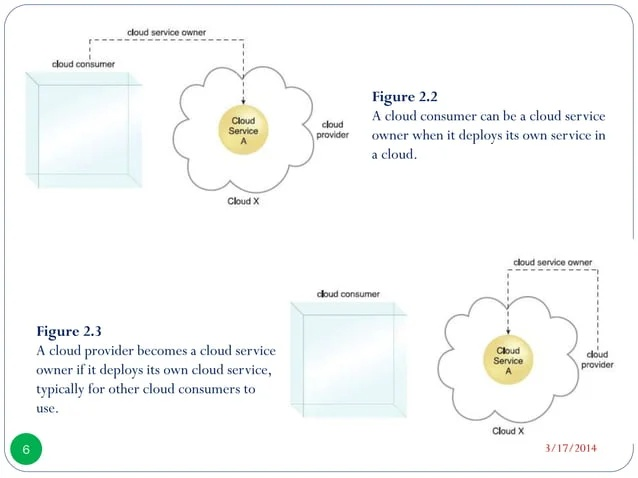 cloud service owner
cloud consumer
Cloud
Service
A
cloud
provider
Cloud X
Figure 2.2
A cloud consumer can be a cloud service
owner when it deploys its own service in
a cloud.
cloud service owner
cloud consumer
Cloud
Service
A
cloud
provider
Cloud X
Figure 2.3
A cloud provider becomes a cloud service
owner if it deploys its own cloud service,
typically for other cloud consumers to
use.
6
3/17/2014